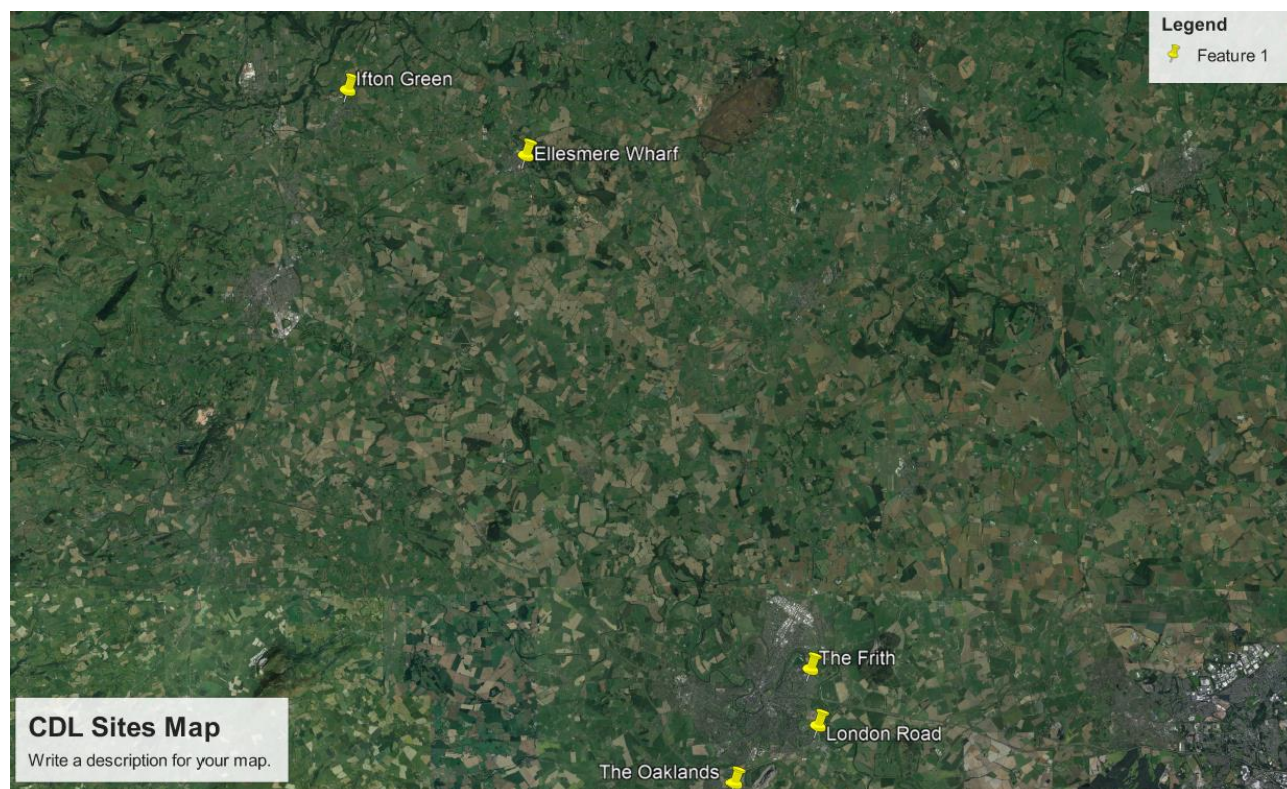 Legend
Feature 1
Ifton Green
Ellesmere Wharf
The Frith
London Road
The Oaklands
CDL Sites Map
Write a description for your map.